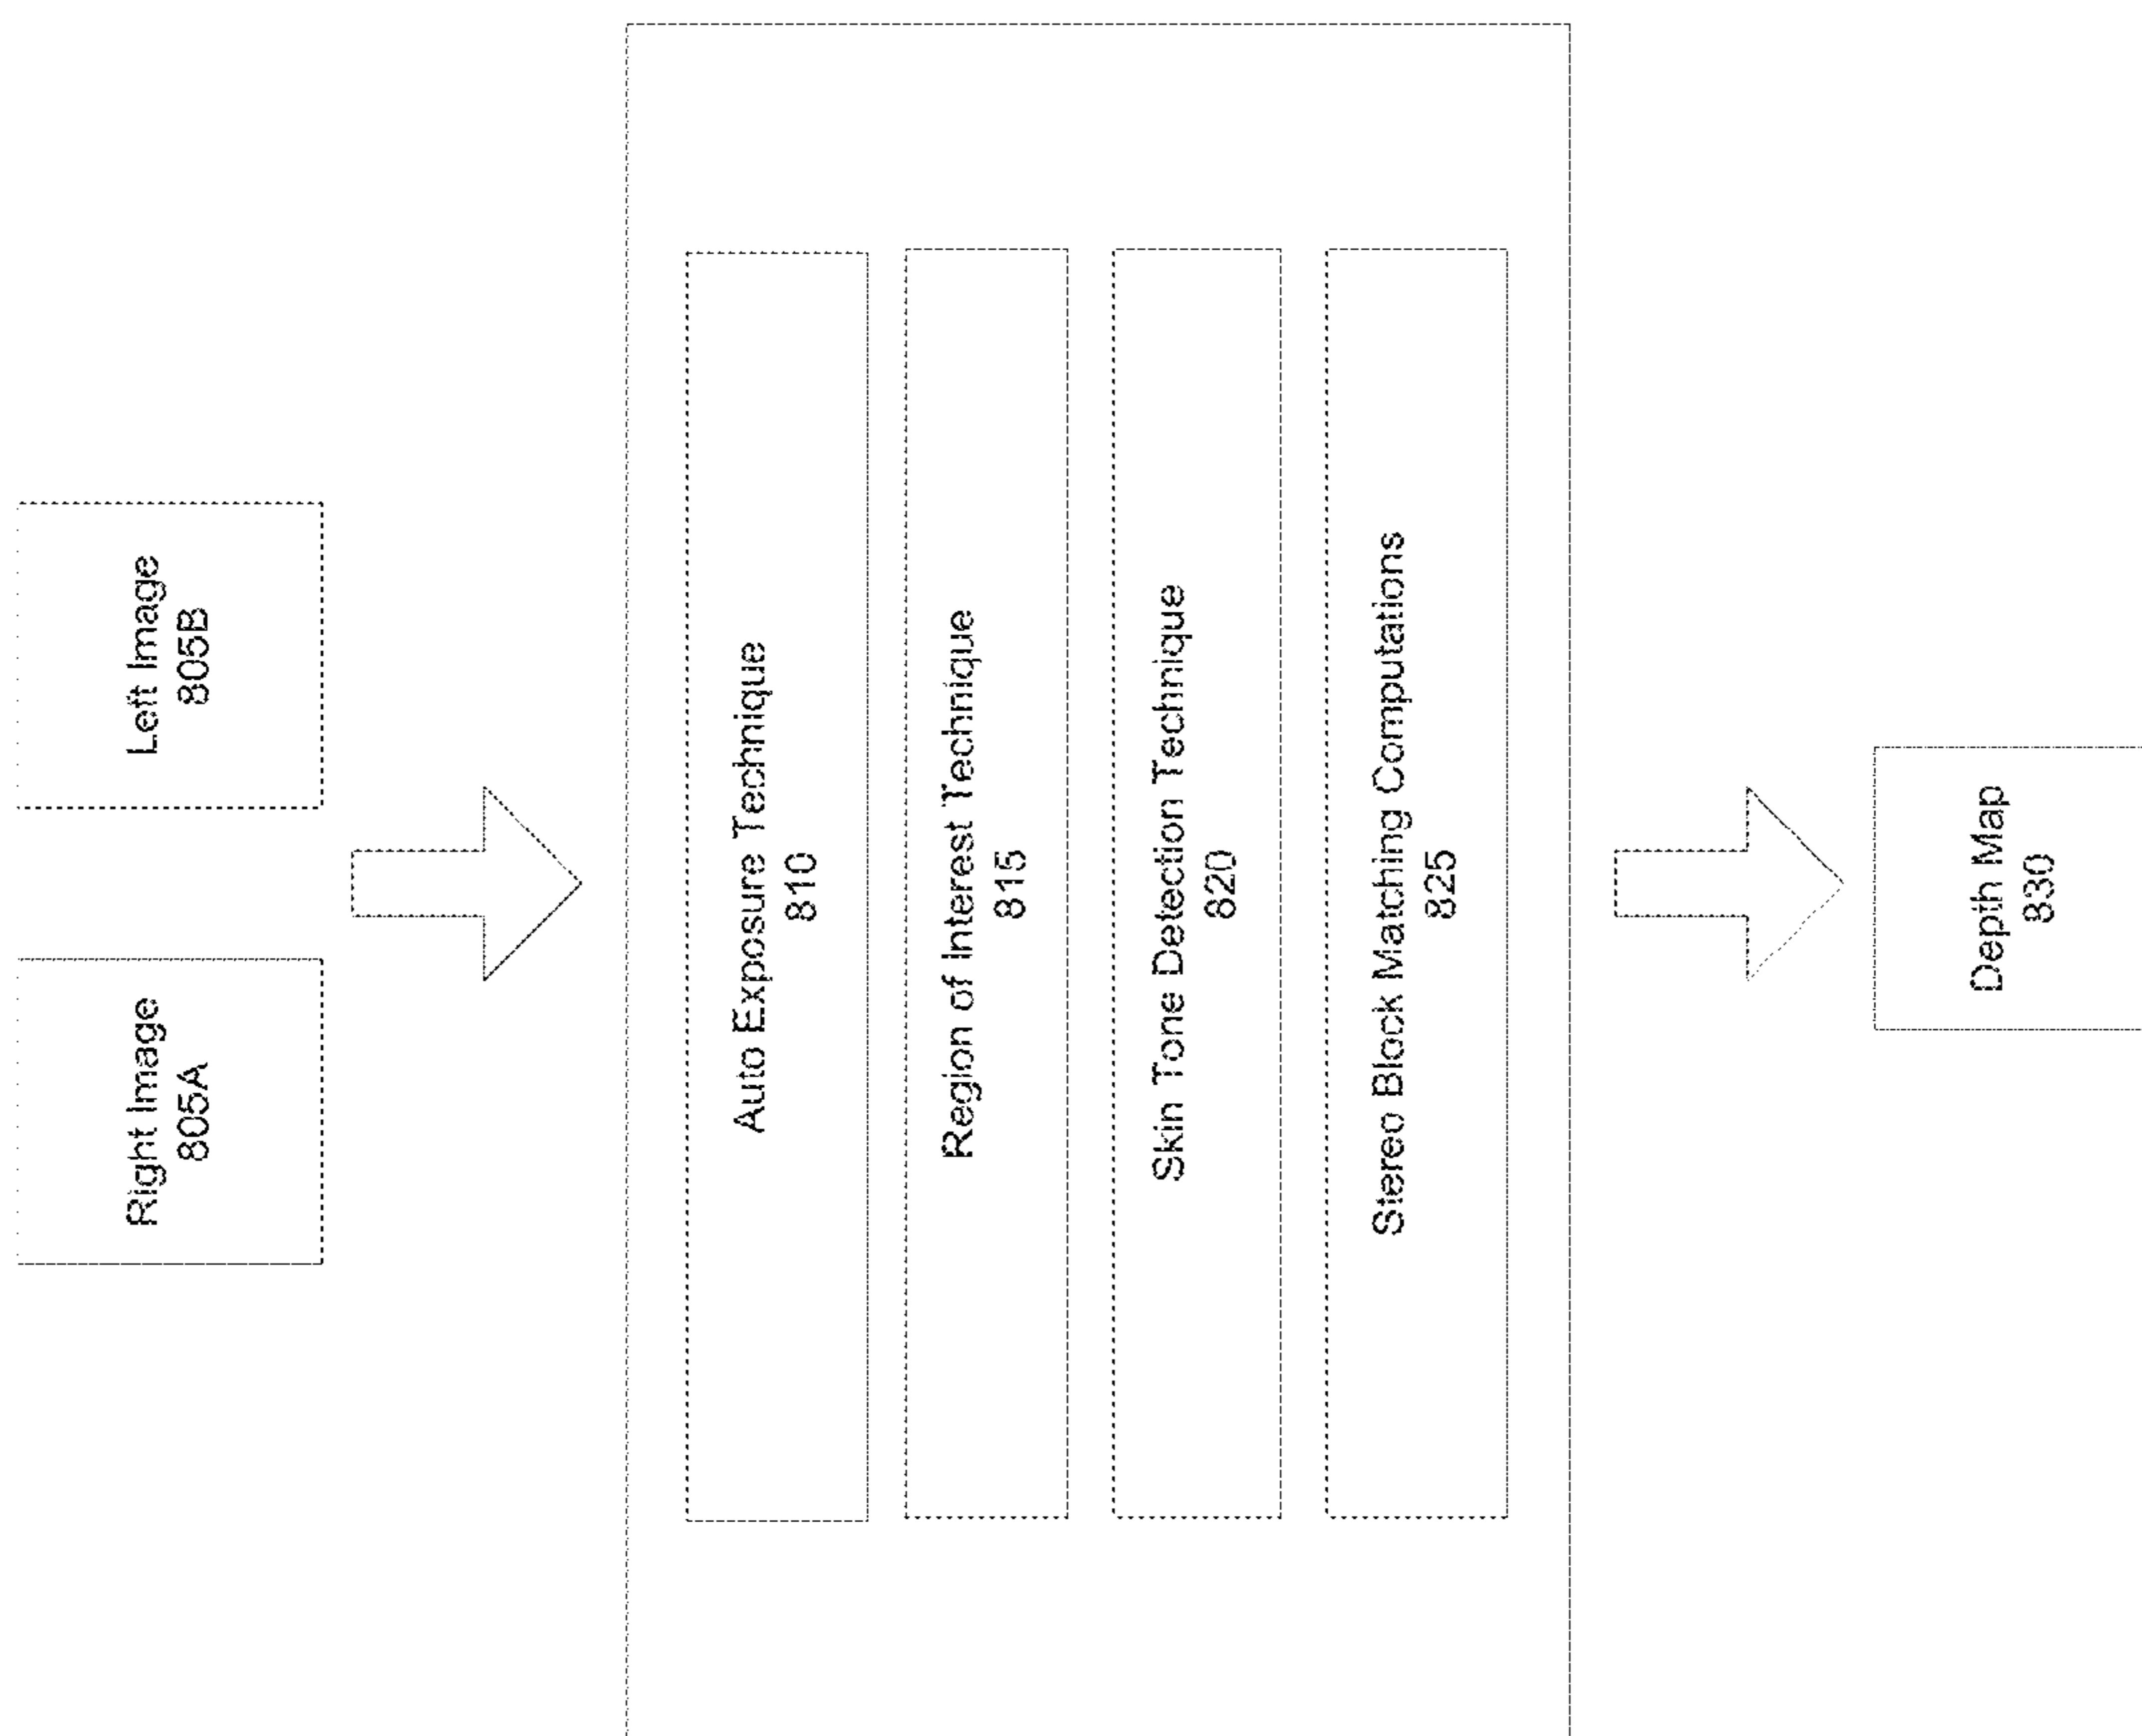 Right Image
805A
Left Image
805B
Auto Exposure Technique
810
Region of Interest Technique
815
Skin Tone Detection Technique
820
Stereo Block Matching Computations
825
Depth Map
830